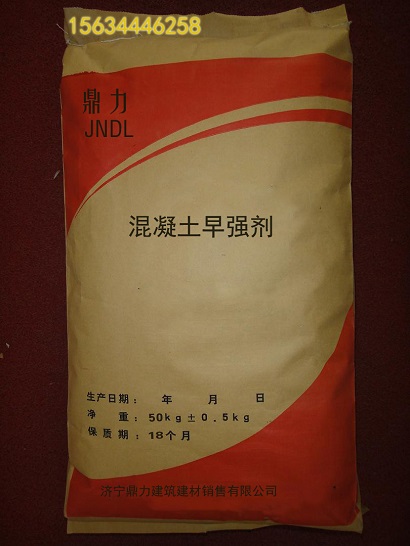 15634446258
鼎力
JNDL
混凝土早强剂
生产日期： 年 月 日
净 重：50kg±0.5kg
保 质 期：18个月
济宁鼎力建筑建材销售有限公司